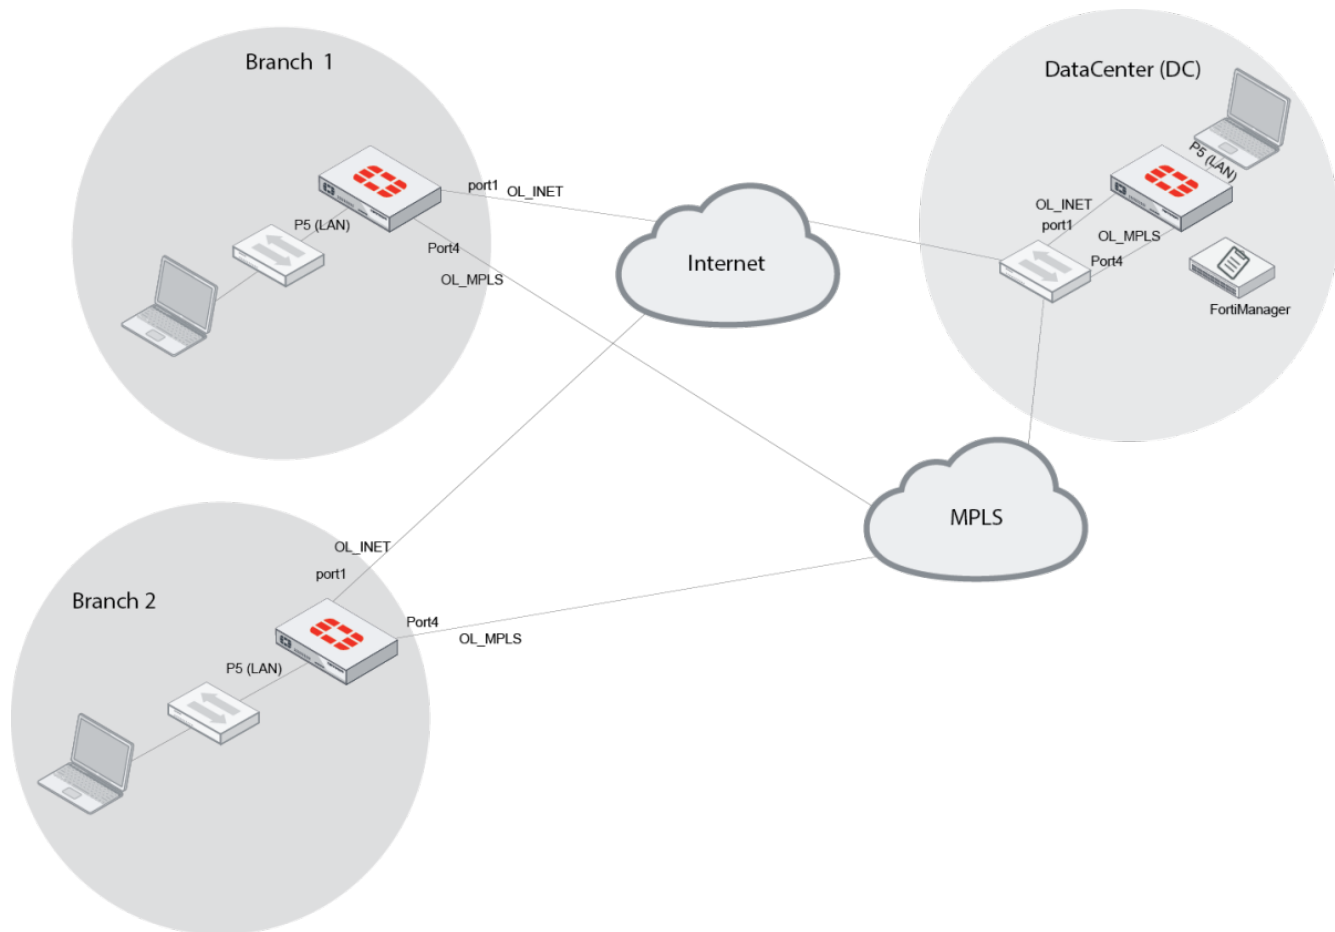 Branch 1
DataCenter (DC)
P5 (LAN)
port1
OL_INET
P5 (LAN)
OL_INET
port1
Port4
OL_MPLS
OL_MPLS
Port4
Internet
FortiManager
MPLS
OL_INET
port1
Branch 2
Port4
OL_MPLS
P5 (LAN)